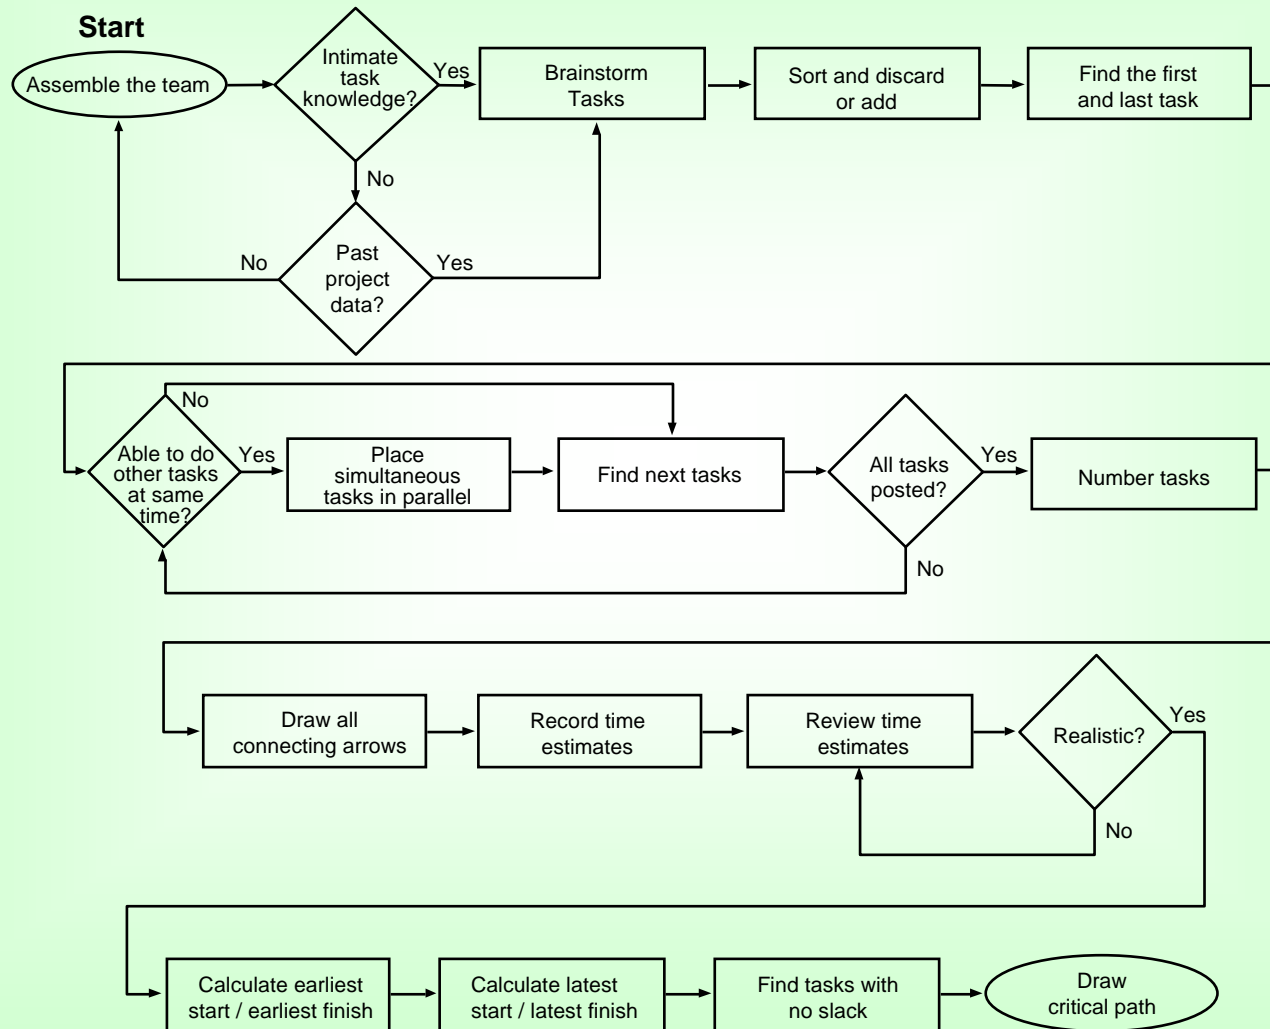 Start
Assemble the team
Intimate
task
knowledge?
Yes
Brainstorm
Tasks
Sort and discard
or add
Find the first
and last task
No
Past
project
data?
No
Yes
No
Able to do
other tasks
at same
time?
Yes
Place
simultaneous
tasks in parallel
Find next tasks
All tasks
posted?
Yes
Number tasks
No
Draw all
connecting arrows
Record time
estimates
Review time
estimates
Realistic?
Yes
No
Calculate earliest
start / earliest finish
Calculate latest
start / latest finish
Find tasks with
no slack
Draw
critical path